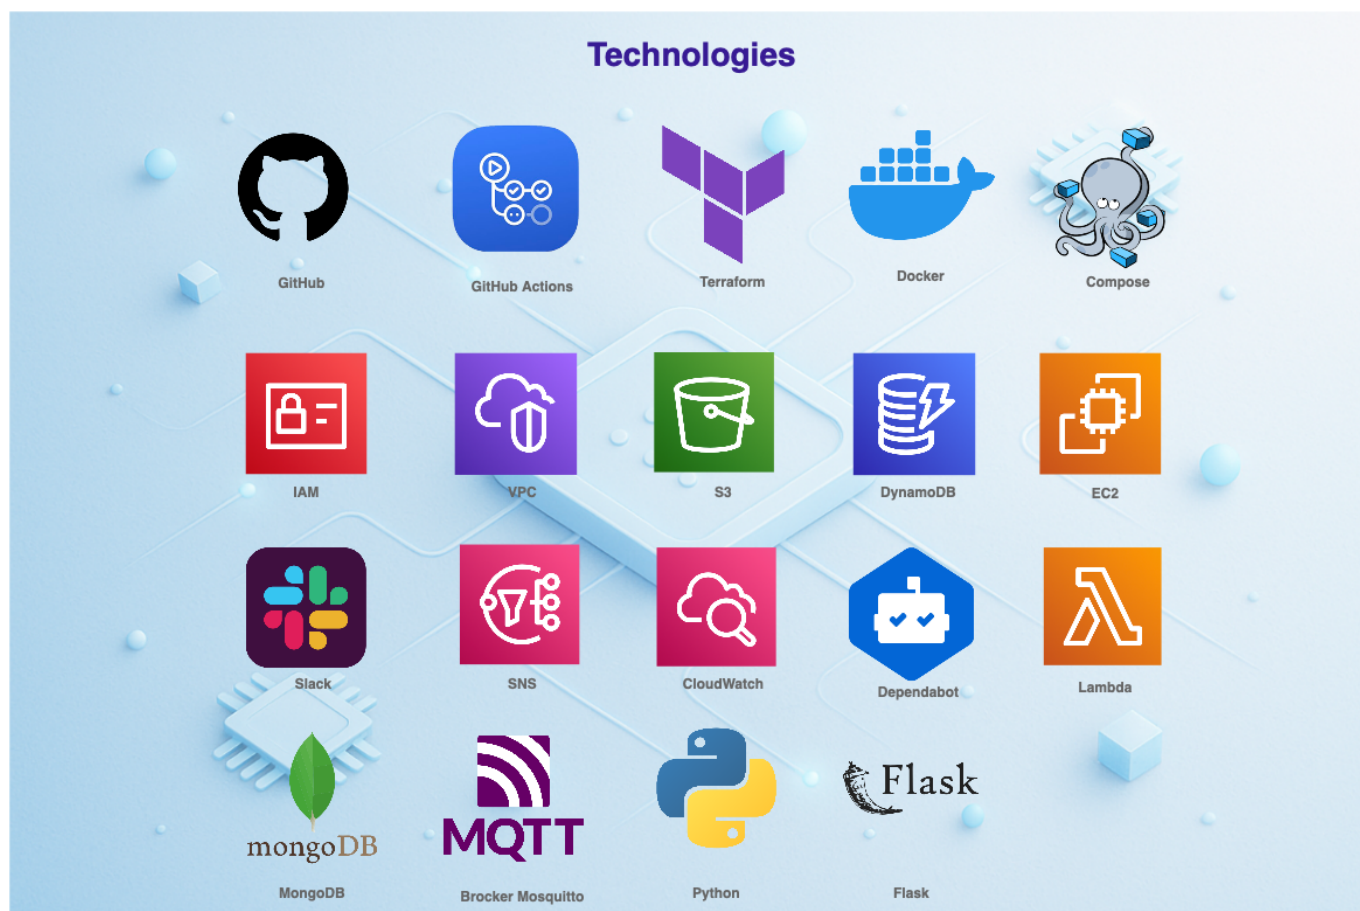 Technologies
GitHub
GitHub Actions
Terraform
Docker
Compose
IAM
VPC
S3
DynamoDB
EC2
Slack
SNS
CloudWatch
Dependabot
Lambda
mongoDB
MQTT
Flask
MongoDB
Brocker Mosquitto
Python
Flask